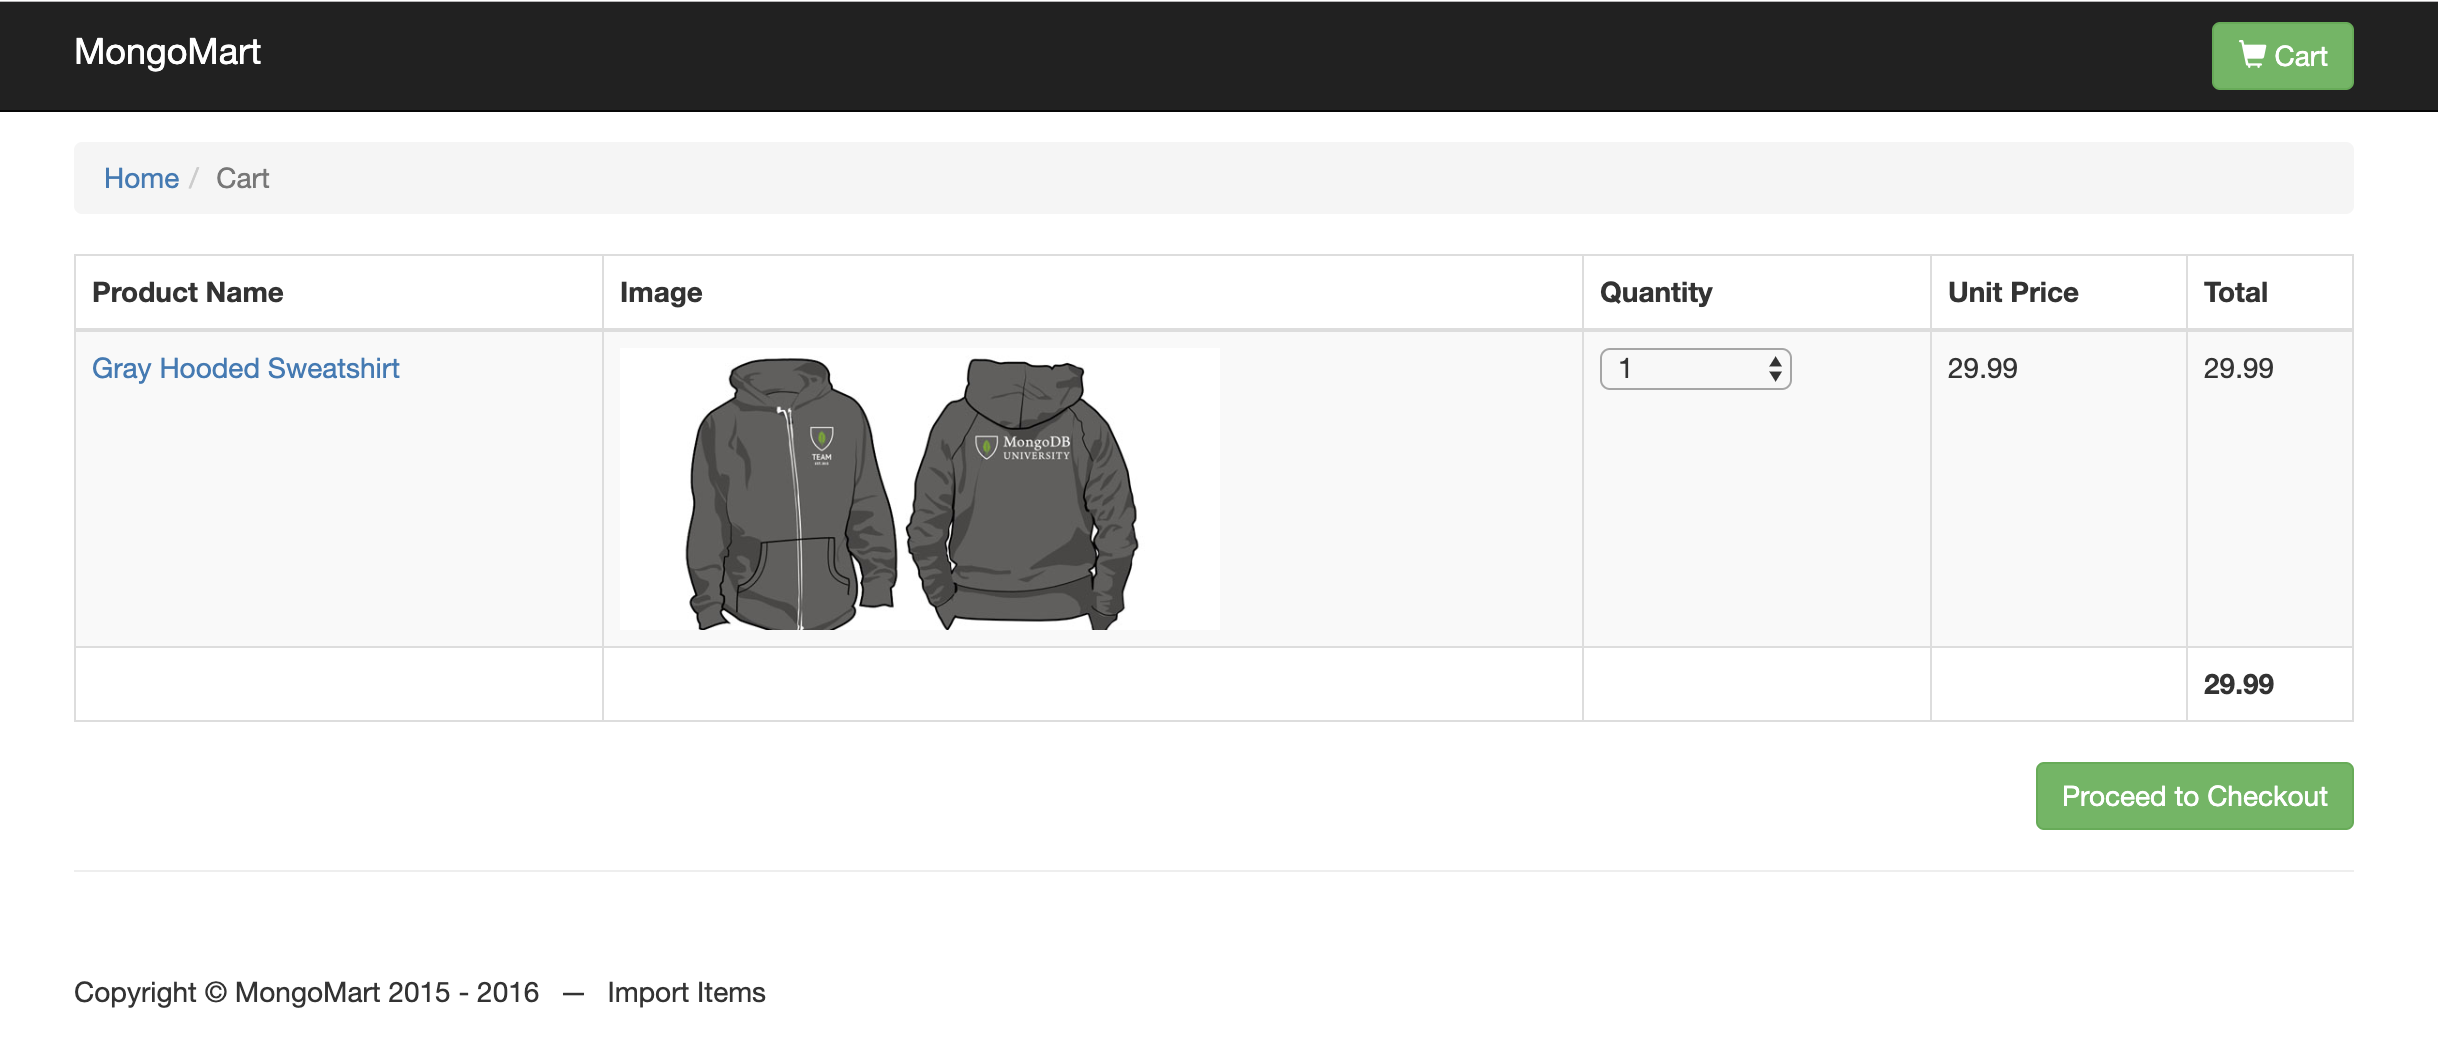 MongoMart
Cart
Home / Cart
Product Name Image Quantity Unit Price Total
Gray Hooded Sweatshirt 1 29.99 29.99
TEAM
MongoDB
UNIVERSITY
29.99
Proceed to Checkout
Copyright © MongoMart 2015 - 2016 — Import Items